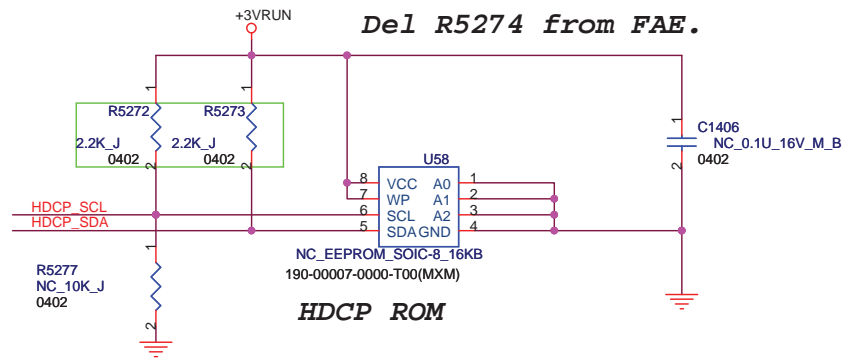 +3VRUN
Del R5274 from FAE.
1
1
R5272
R5273
2.2K_J
2.2K_J
0402
0402
2
2
1
C1406
NC_0.1U_16V_M_B
0402
2
U58
8 VCC A0 1
7 WP A1 2
6 SCL A2 3
5 SDA GND 4
HDCP_SCL
HDCP_SDA
NC_EEPROM_SOIC-8_16KB
190-00007-0000-T00(MXM)
1
R5277
NC_10K_J
0402
2
HDCP ROM